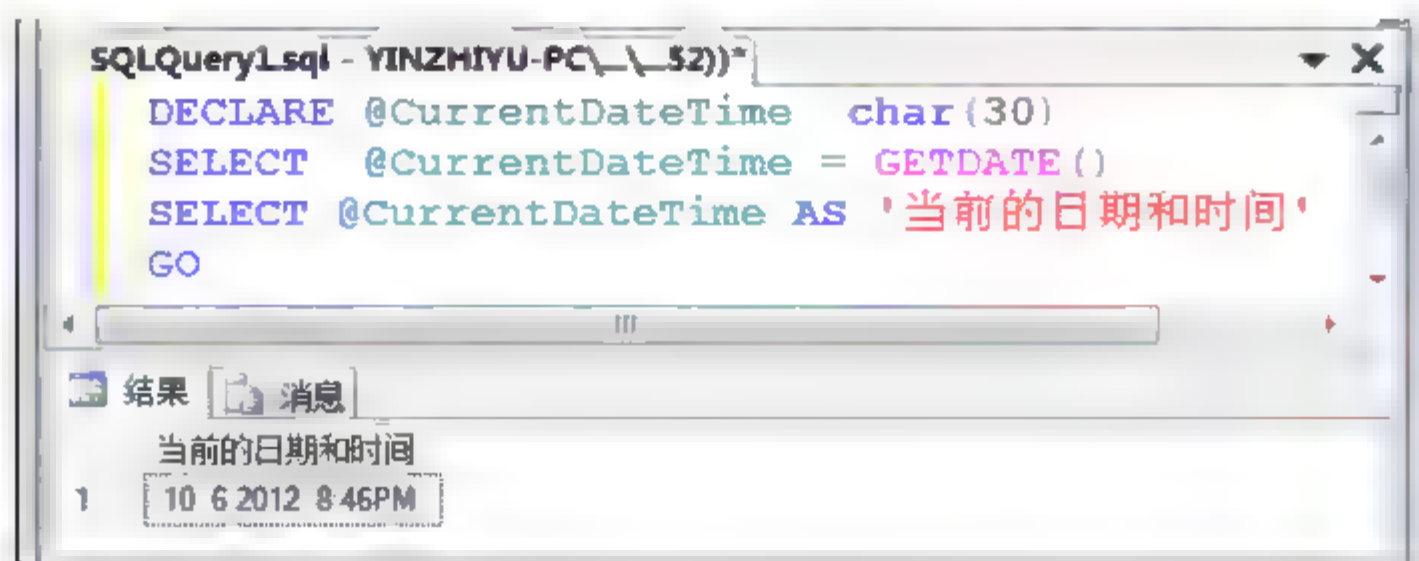 SQLQuery1.sql - YINZHIYU-PC\_\_52))*
DECLARE @CurrentDateTime char(30)
SELECT @CurrentDateTime = GETDATE()
SELECT @CurrentDateTime AS '当前的日期和时间'
GO
结果 消息
当前的日期和时间
1 10 6 2012 8:46PM